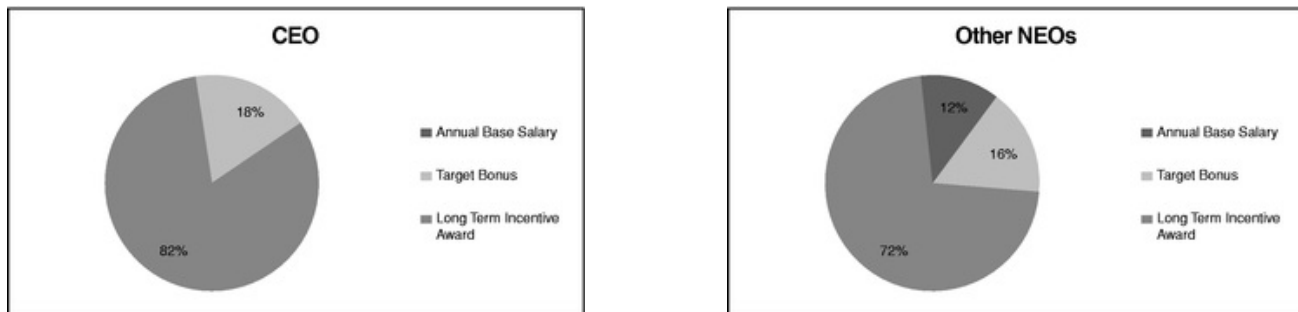 CEO
18%
82%
Annual Base Salary
Target Bonus
Long Term Incentive
Award
Other NEOs
12%
16%
72%
Annual Base Salary
Target Bonus
Long Term Incentive
Award